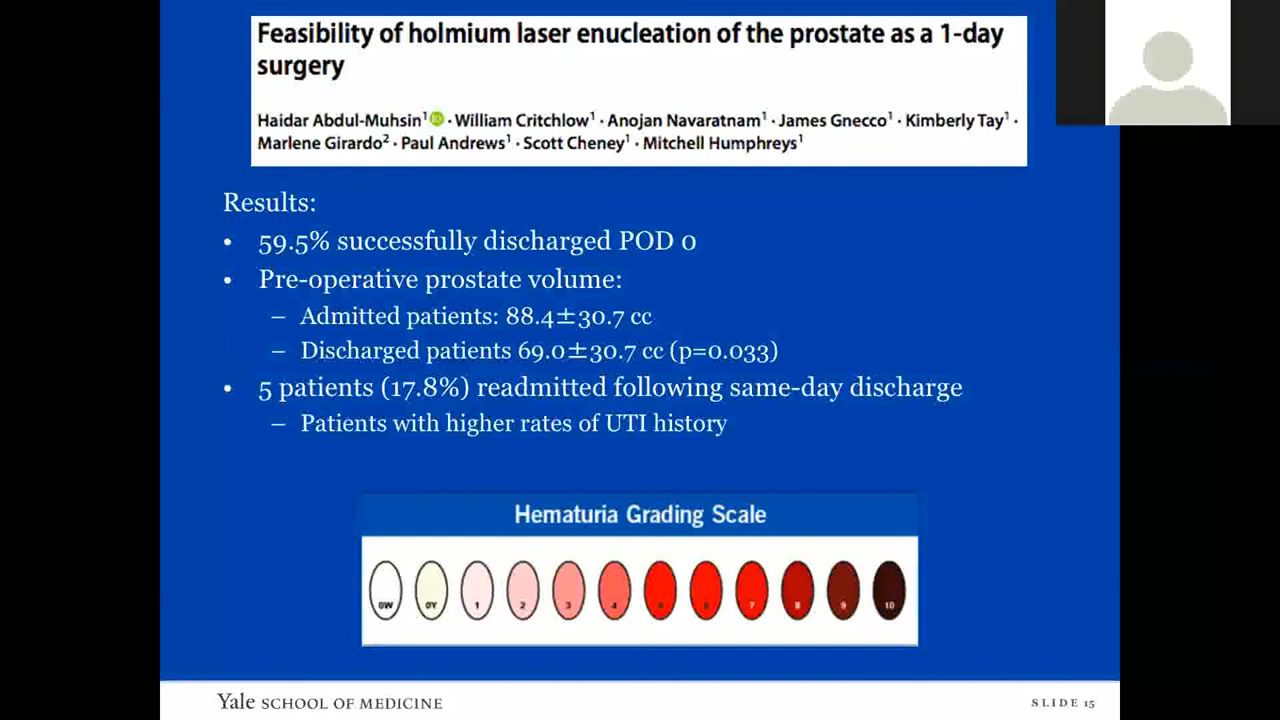 Feasibility of holmium laser enucleation of the prostate as a 1-day
surgery
Haidar Abdul-Muhsin¹ · William Critchlow¹ · Anojan Navaratnam¹ · James Gnecco¹ · Kimberly Tay¹ ·
Marlene Girardo² · Paul Andrews¹ · Scott Cheney¹ · Mitchell Humphreys¹
Results:
• 59.5% successfully discharged POD 0
• Pre-operative prostate volume:
– Admitted patients: 88.4±30.7 cc
– Discharged patients 69.0±30.7 cc (p=0.033)
• 5 patients (17.8%) readmitted following same-day discharge
– Patients with higher rates of UTI history
Hematuria Grading Scale
0W 0Y 1 2 3 4 5 6 7 8 9 10
Yale SCHOOL OF MEDICINE
SLIDE 15